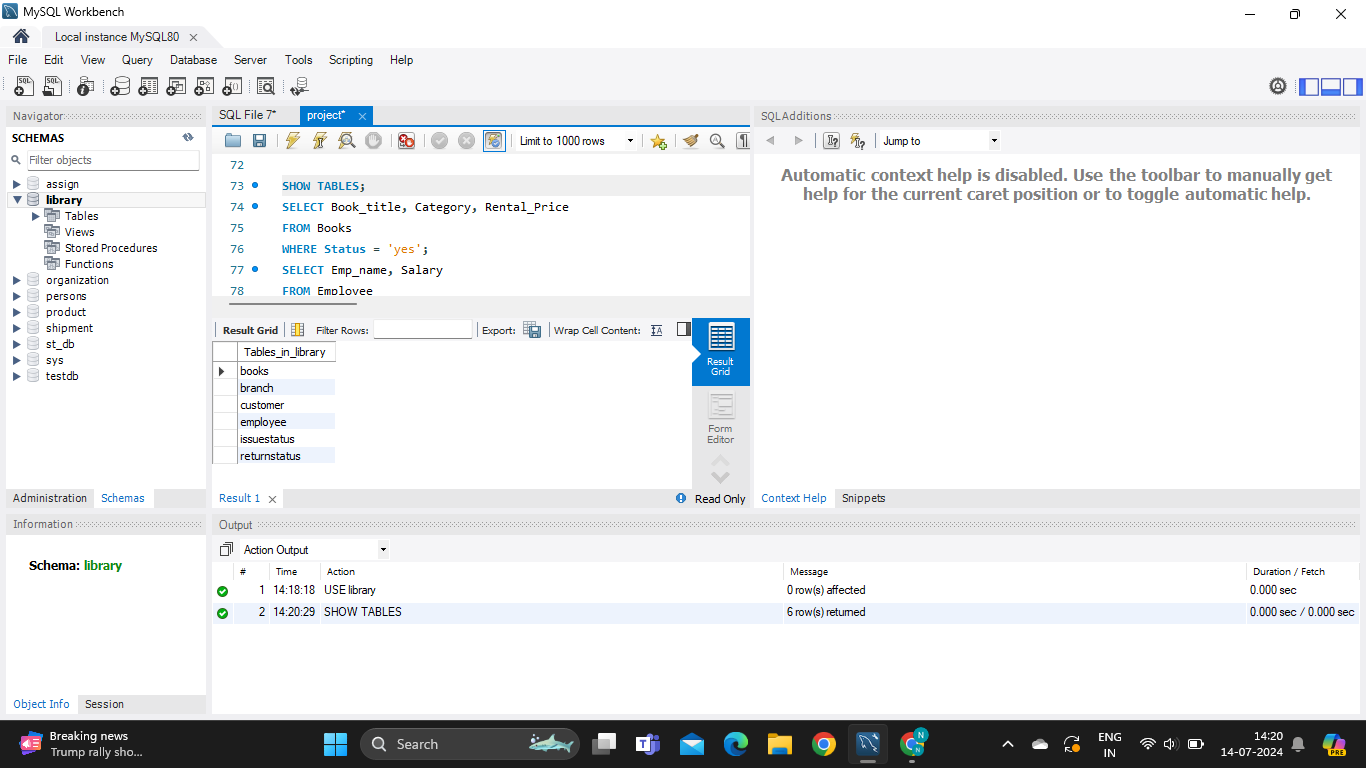 MySQL Workbench
Local instance MySQL80
File Edit View Query Database Server Tools Scripting Help
Navigator
SCHEMAS
Filter objects
assign
library
Tables
Views
Stored Procedures
Functions
organization
persons
product
shipment
st_db
sys
testdb
Administration Schemas
Information
Schema: library
Object Info Session
SQL File 7* project*
Limit to 1000 rows
72
73 SHOW TABLES;
74 SELECT Book_title, Category, Rental_Price
75 FROM Books
76 WHERE Status = 'yes';
77 SELECT Emp_name, Salary
78 FROM Employee
Result Grid Filter Rows: Export: Wrap Cell Content:
Tables_in_library
books
branch
customer
employee
issuestatus
returnstatus
Result Grid
Form Editor
Result 1 Read Only
SQLAdditions
Jump to
Automatic context help is disabled. Use the toolbar to manually get
help for the current caret position or to toggle automatic help.
Context Help Snippets
Output
Action Output
# Time Action Message Duration / Fetch
1 14:18:18 USE library 0 row(s) affected 0.000 sec
2 14:20:29 SHOW TABLES 6 row(s) returned 0.000 sec / 0.000 sec
Breaking news
Trump rally sho...
Search
ENG
IN
14:20
14-07-2024
PRE